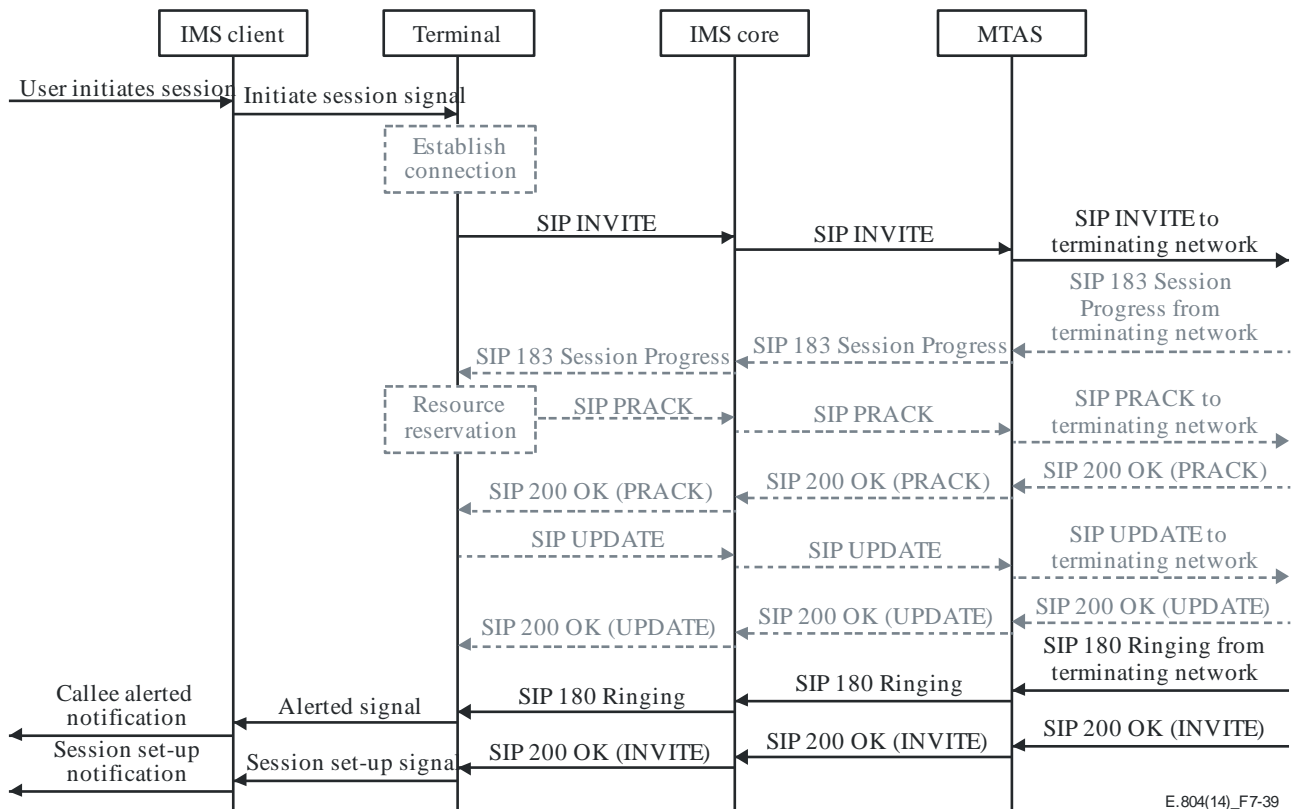 IMS client
Terminal
IMS core
MTAS
User initiates session
Initiate session signal
Establish
connection
SIP INVITE
SIP INVITE
SIP INVITE to
terminating network
SIP 183 Session
Progress from
terminating network
SIP 183 Session Progress
SIP 183 Session Progress
Resource
reservation
SIP PRACK
SIP PRACK
SIP PRACK to
terminating network
SIP 200 OK (PRACK)
SIP 200 OK (PRACK)
SIP 200 OK (PRACK)
SIP UPDATE
SIP UPDATE
SIP UPDATE to
terminating network
SIP 200 OK (UPDATE)
SIP 200 OK (UPDATE)
SIP 200 OK (UPDATE)
SIP 180 Ringing from
terminating network
SIP 180 Ringing
SIP 180 Ringing
Alerted signal
Callee alerted
notification
SIP 200 OK (INVITE)
SIP 200 OK (INVITE)
SIP 200 OK (INVITE)
Session set-up signal
Session set-up
notification
E.804(14)_F7-39